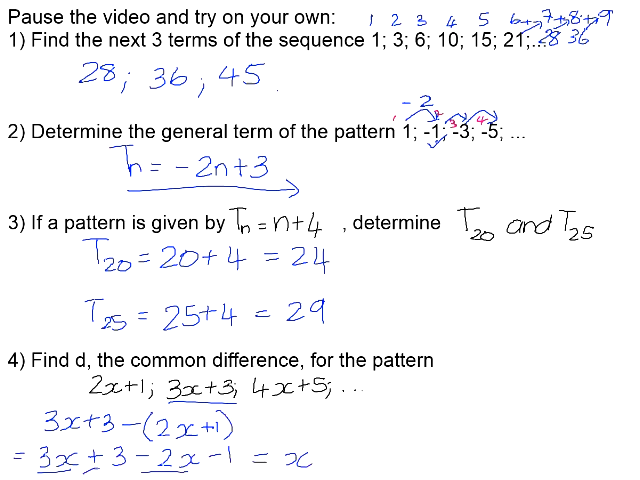 Pause the video and try on your own: 1 2 3 4 5 6+ 7+ 8+ 9
1) Find the next 3 terms of the sequence 1; 3; 6; 10; 15; 21;... 28 36
28; 36; 45
-2
1 2 3 4
2) Determine the general term of the pattern 1; -1; -3; -5; ...
Tn = -2n+3
3) If a pattern is given by Tn = n+4, determine T20 and T25
T20 = 20+4 = 24
T25 = 25+4 = 29
4) Find d, the common difference, for the pattern
2x+1; 3x+3; 4x+5; ...
3x+3-(2x+1)
= 3x+3-2x-1 = x